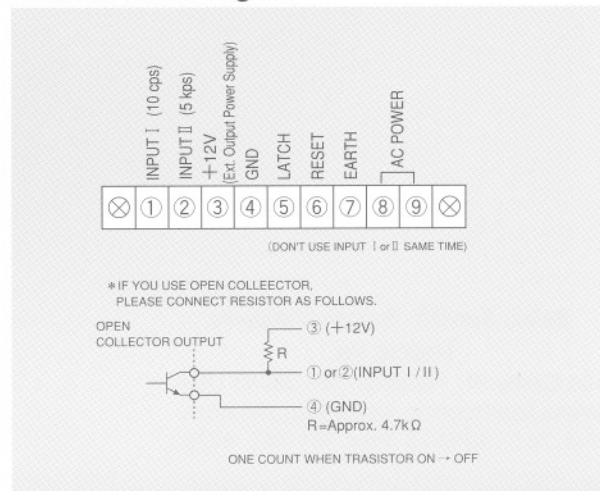 INPUT Ⅰ (10 cps)
INPUT Ⅱ (5 kps)
+12V
(Ext. Output Power Supply)
GND
LATCH
RESET
EARTH
AC POWER
① ② ③ ④ ⑤ ⑥ ⑦ ⑧ ⑨
(DON'T USE INPUT Ⅰ or Ⅱ SAME TIME)
* IF YOU USE OPEN COLLEECTOR,
PLEASE CONNECT RESISTOR AS FOLLOWS.
OPEN
COLLECTOR OUTPUT
③ (+12V)
R
① or ② (INPUT I / II)
④ (GND)
R=Approx. 4.7kΩ
ONE COUNT WHEN TRASISTOR ON → OFF